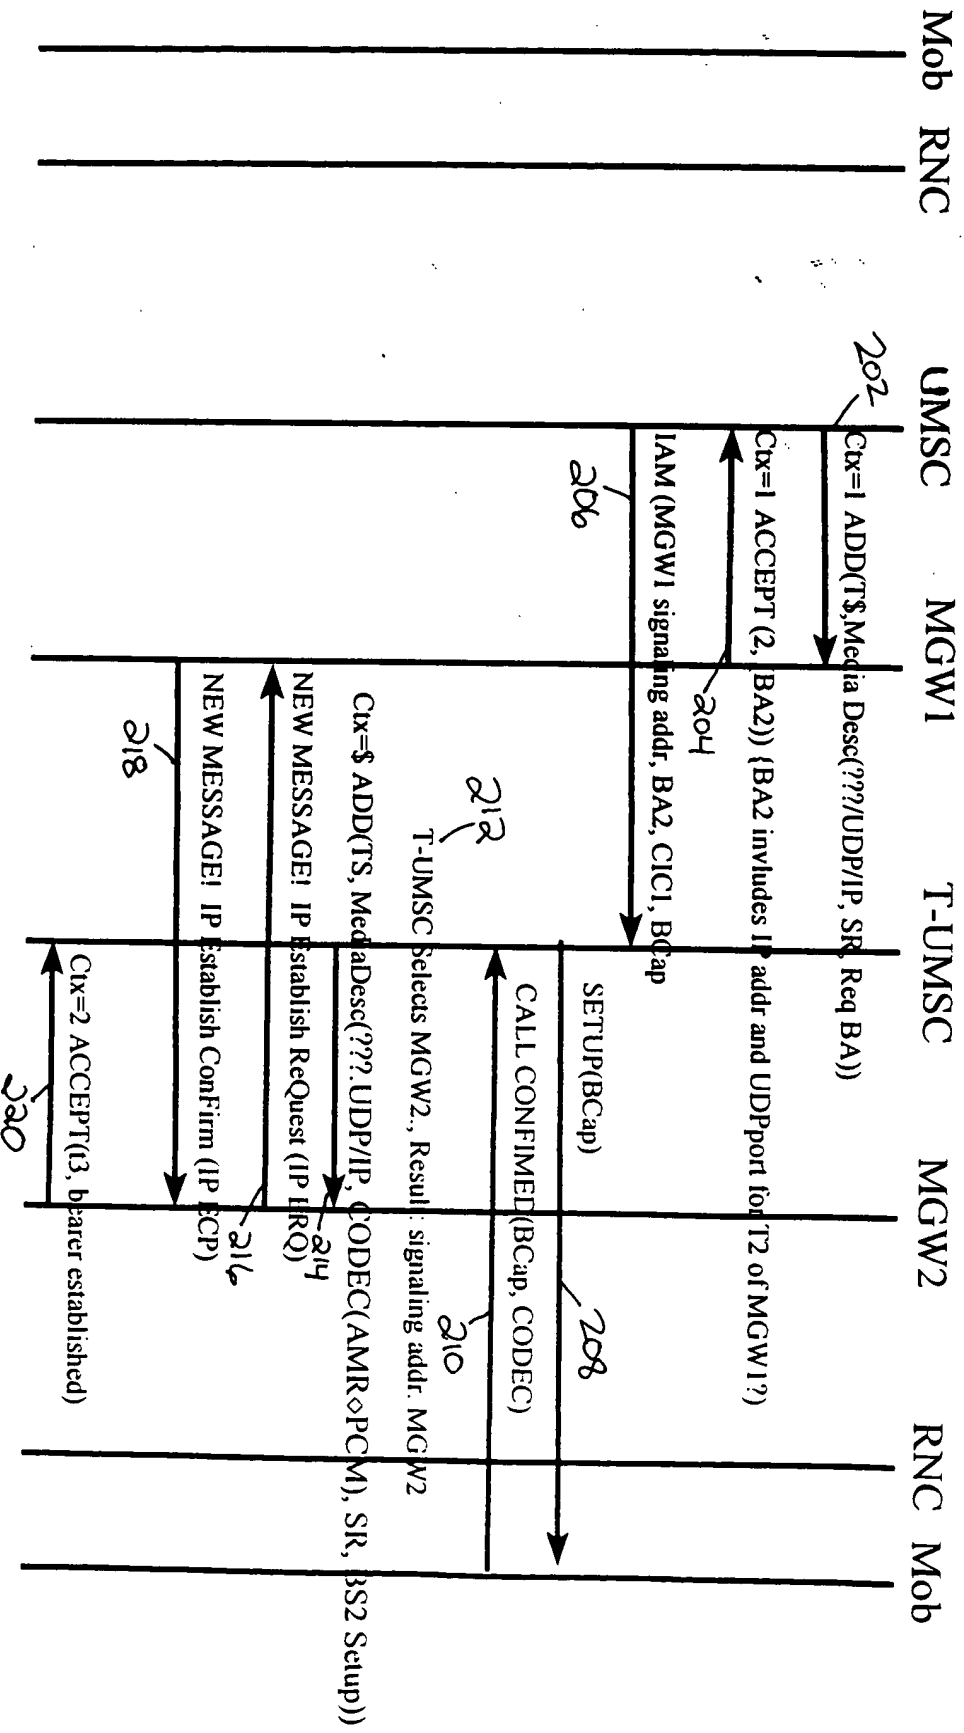 Mob RNC UMSC MGW1 T-UMSC MGW2 RNC Mob
202
Ctx=1 ADD(T$,Media Desc(???/UDP/IP, SR, Req BA))
Ctx=1 ACCEPT (2, BA2)) {BA2 invludes IP addr and UDPport for T2 of MGW1?)
204
IAM (MGW1 signaling addr, BA2, CIC1, BCap
206
SETUP(BCap)
208
CALL CONFIMED(BCap, CODEC)
210
212
T-UMSC Selects MGW2., Result: signaling addr. MGW2
Ctx=$ ADD(TS, MediaDesc(???.UDP/IP, CODEC(AMR◇PCM), SR, BS2 Setup)))
214
NEW MESSAGE! IP Establish ReQuest (IP ERQ)
216
NEW MESSAGE! IP Establish ConFirm (IP ECP)
218
Ctx=2 ACCEPT(t3, bearer established)
220